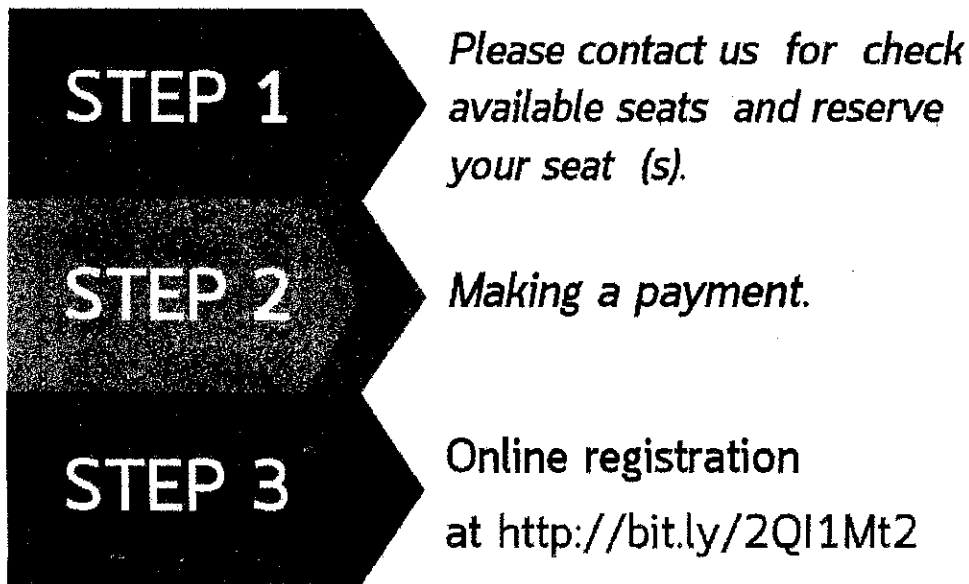 STEP 1
Please contact us for check
available seats and reserve
your seat (s).
STEP 2
Making a payment.
STEP 3
Online registration
at http://bit.ly/2QI1Mt2